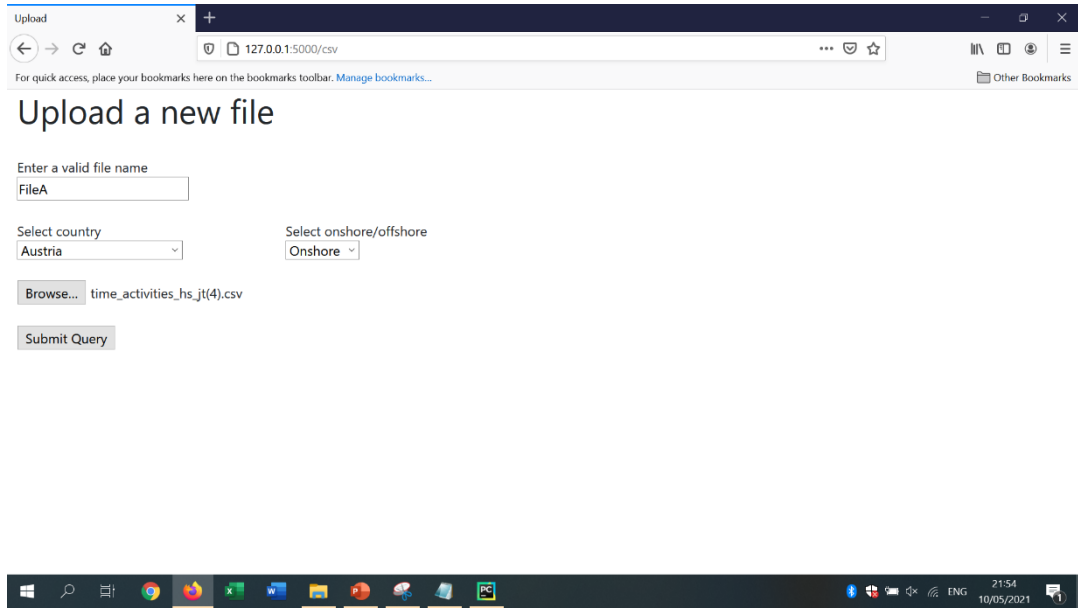 Upload
127.0.0.1:5000/csv
For quick access, place your bookmarks here on the bookmarks toolbar. Manage bookmarks...
Other Bookmarks
Upload a new file
Enter a valid file name
FileA
Select country
Select onshore/offshore
Austria
Onshore
Browse... time_activities_hs_jt(4).csv
Submit Query
ENG
21:54
10/05/2021